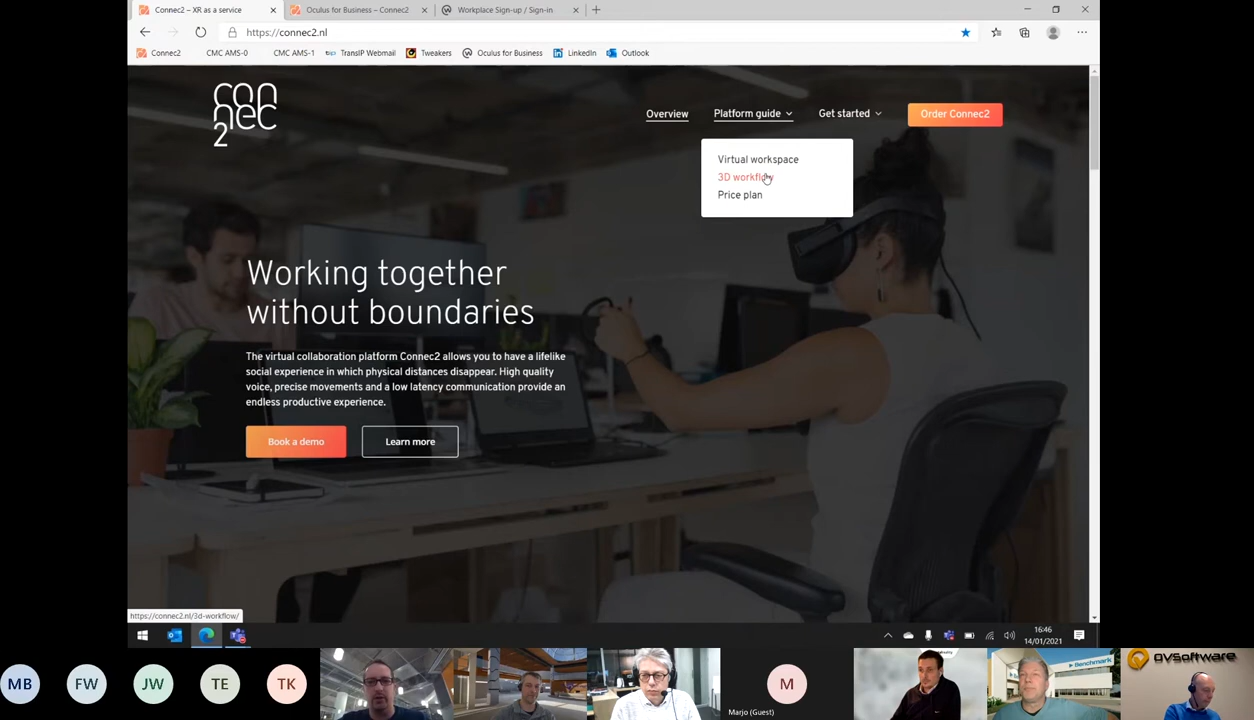 Connec2 – XR as a service
Oculus for Business – Connec2
Workplace Sign-up / Sign-in
https://connec2.nl
Connec2
CMC AMS-0
CMC AMS-1
TransIP Webmail
Tweakers
Oculus for Business
LinkedIn
Outlook
con
nec
2
Overview
Platform guide
Get started
Order Connec2
Virtual workspace
3D workflow
Price plan
Working together
without boundaries
The virtual collaboration platform Connec2 allows you to have a lifelike
social experience in which physical distances disappear. High quality
voice, precise movements and a low latency communication provide an
endless productive experience.
Book a demo
Learn more
https://connec2.nl/3d-workflow/
16:46
14/01/2021
MB
FW
JW
TE
TK
M
Marjo (Guest)
Benchmark
OVSoftware